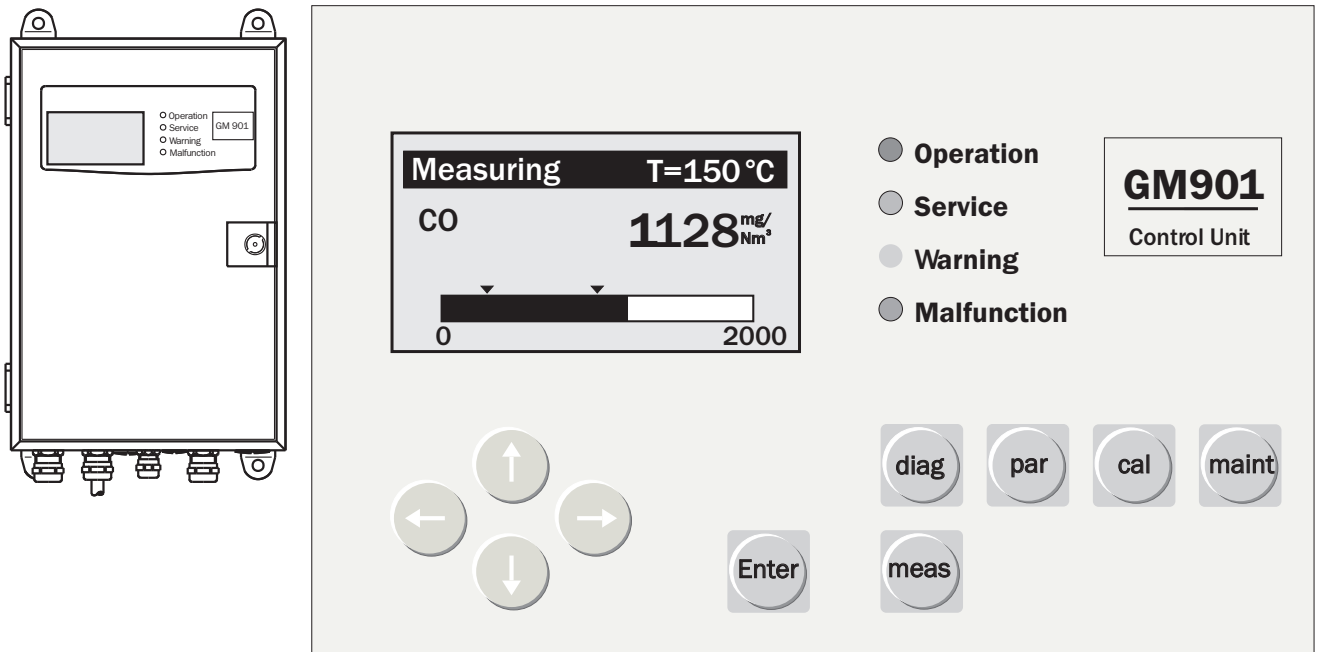 Operation
Service
Warning
Malfunction
GM 901
Measuring T=150 °C
CO 1128 mg/Nm³
0 2000
Operation
Service
Warning
Malfunction
GM901
Control Unit
diag par cal maint
Enter meas